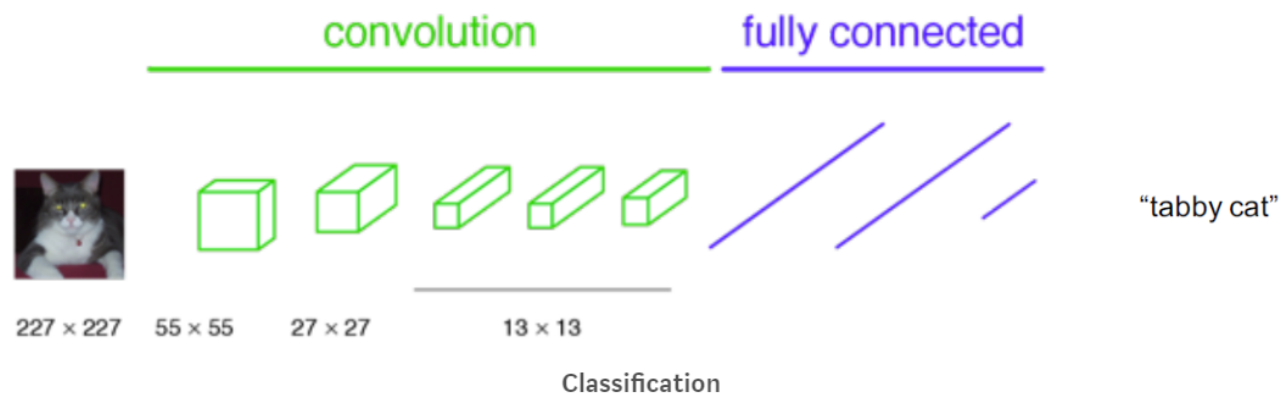 convolution fully connected
“tabby cat”
227 × 227 55 × 55 27 × 27 13 × 13
Classification